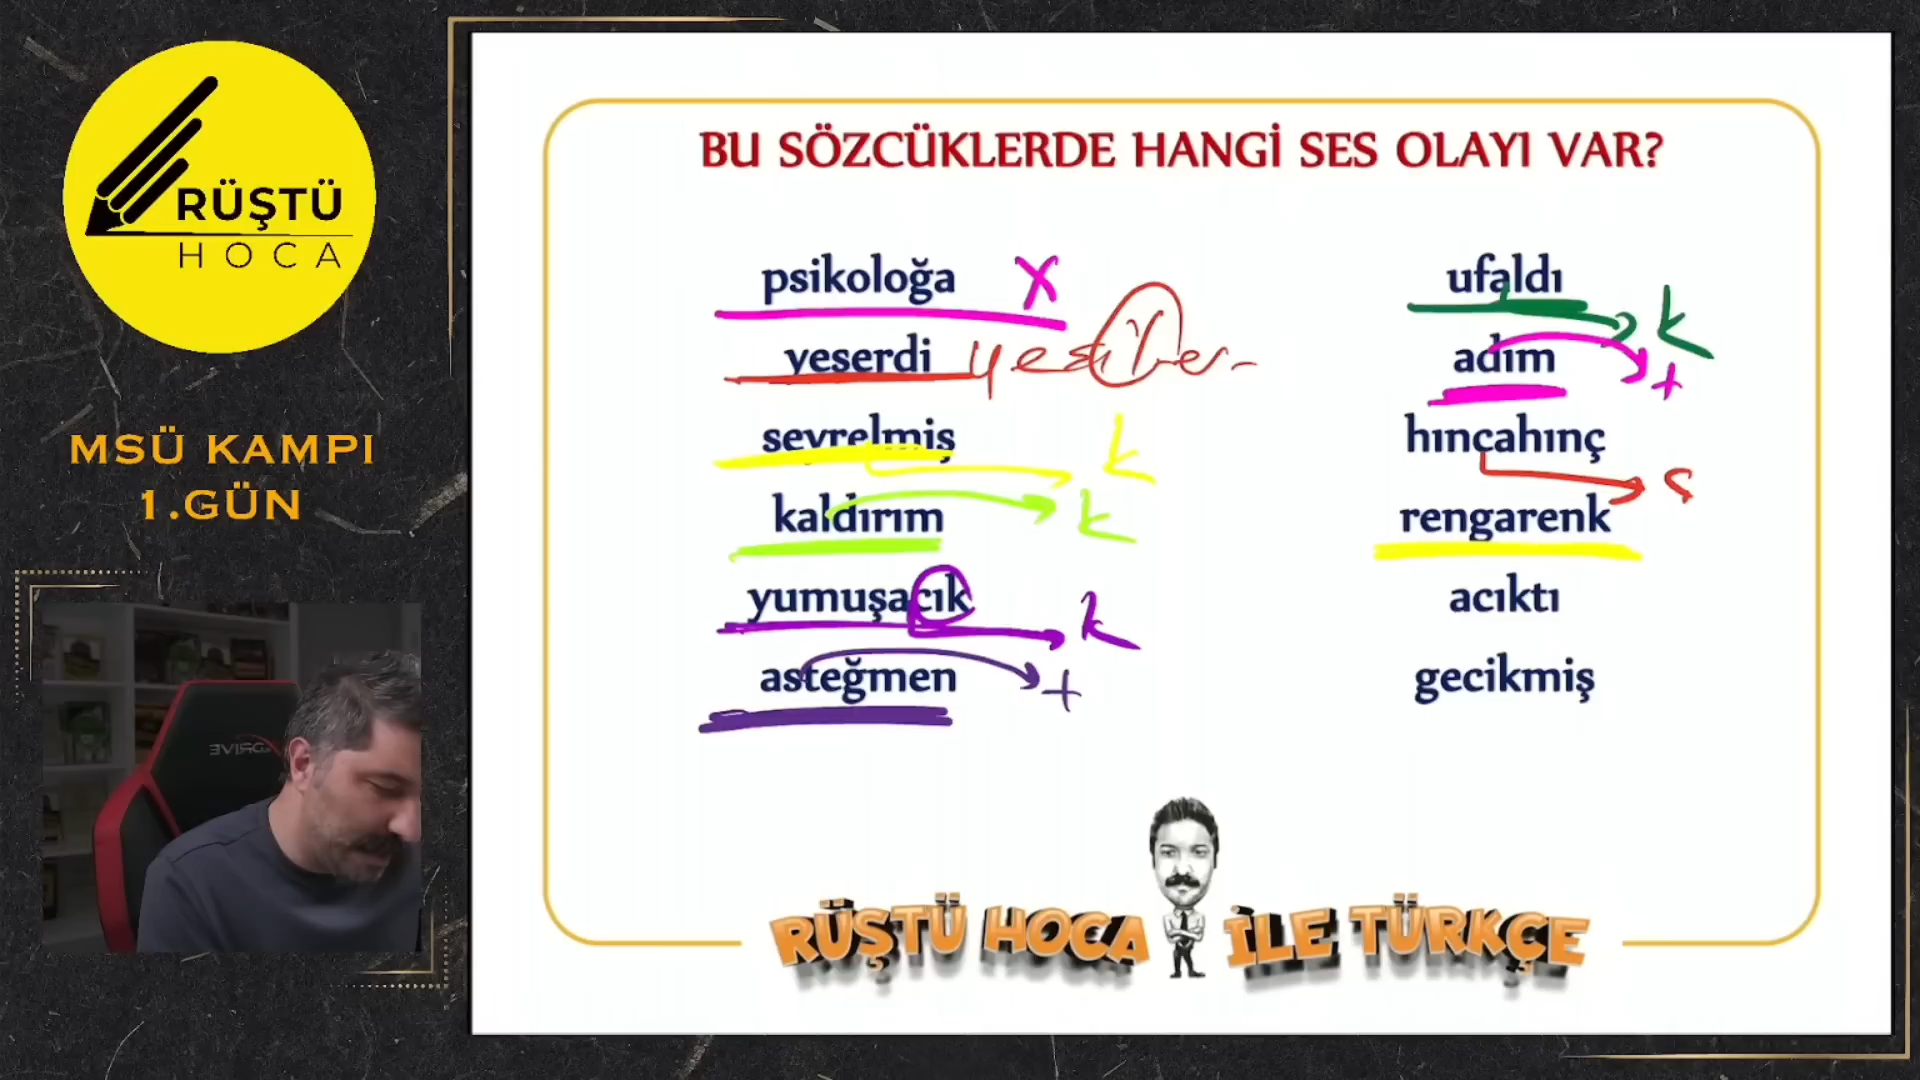 RÜŞTÜ
HOCA
MSÜ KAMPI
1.GÜN
BU SÖZCÜKLERDE HANGİ SES OLAYI VAR?
psikoloğa X
yeserdi
seyrelmiş k
kaldırım k
yumuşacık k
asteğmen +
ufaldı k
adım +
hıncahınç ç
rengarenk
acıktı
gecikmiş
RÜŞTÜ HOCA İLE TÜRKÇE